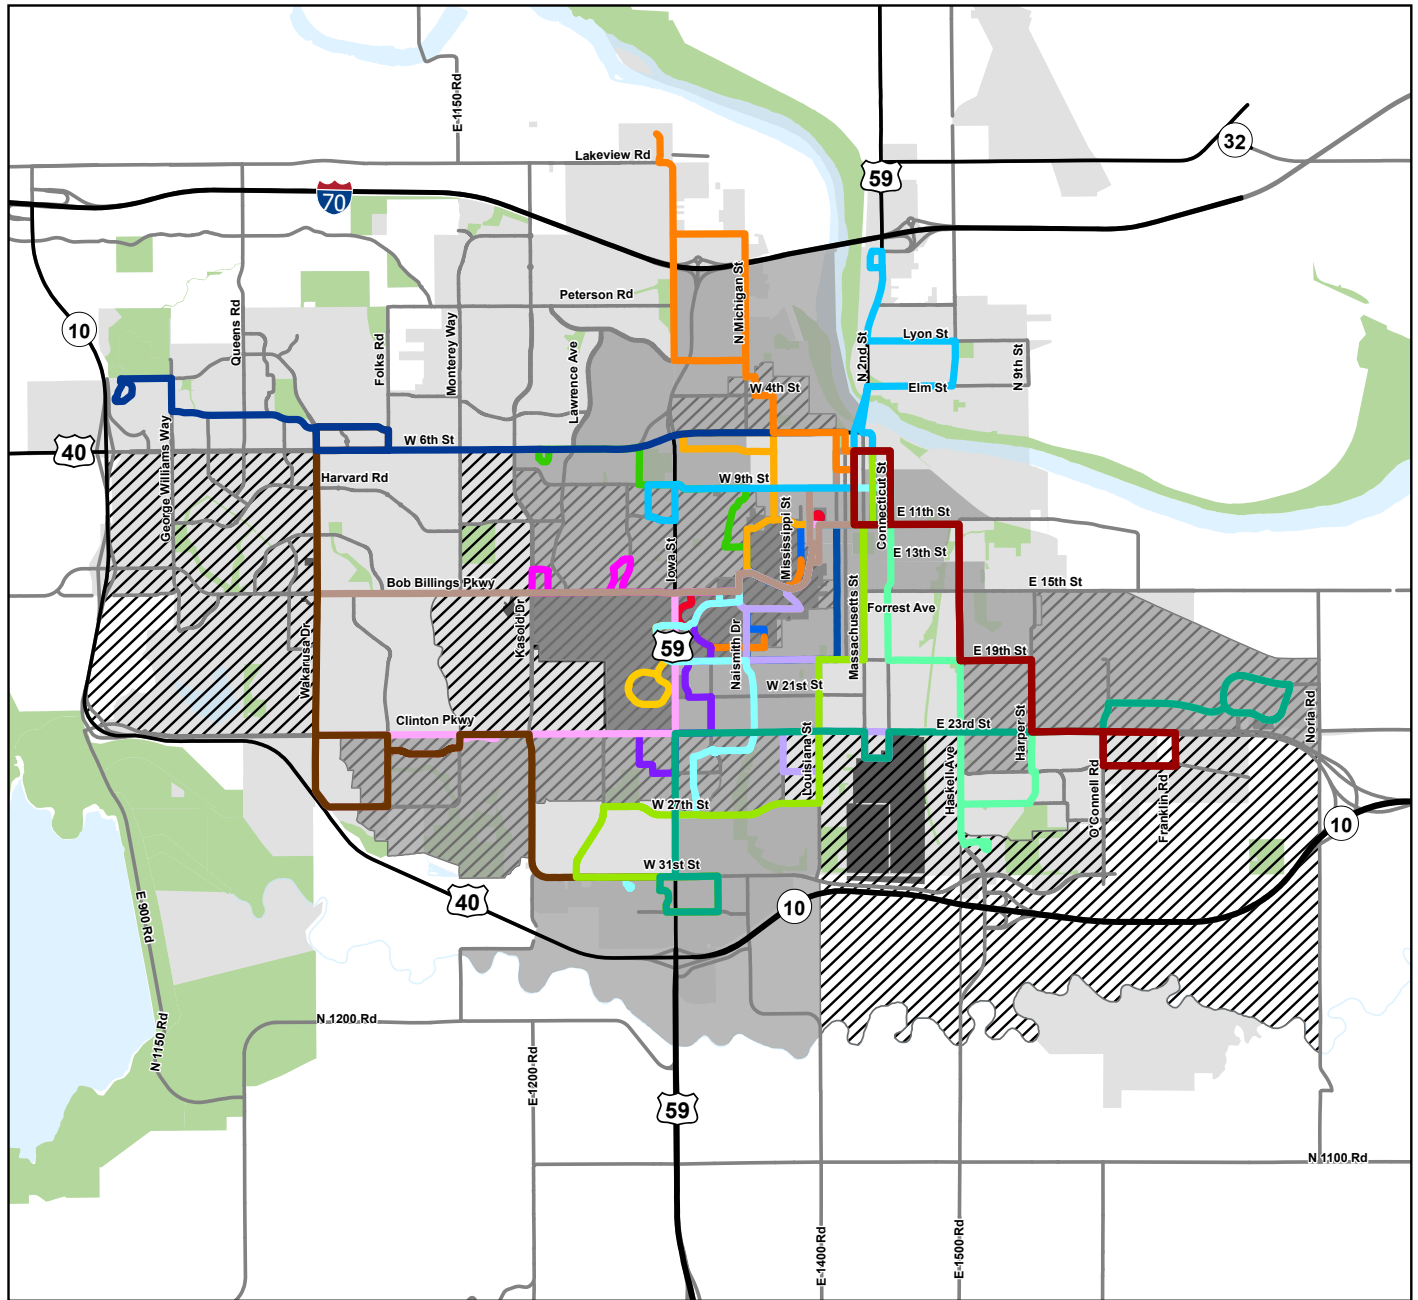 E 1150 Rd
32
Lakeview Rd
59
70
Peterson Rd
N Michigan St
10
Queens Rd
Folks Rd
Monterey Way
Lawrence Ave
N 2nd St
Lyon St
N 9th St
W 4th St
Elm St
40
W 6th St
George Williams Way
Harvard Rd
W 9th St
Connecticut St
Mississippi St
E 11th St
Iowa St
E 13th St
Bob Billings Pkwy
E 15th St
Kasold Dr
Massachusetts St
Forrest Ave
Wakarusa Dr
59
Naismith Dr
E 19th St
W 21st St
Clinton Pkwy
E 23rd St
Harper St
Noria Rd
Louisiana St
Haskell Ave
O'Connell Rd
Franklin Rd
W 27th St
10
W 31st St
40
10
E 900 Rd
N 1200 Rd
N 1150 Rd
E 1200 Rd
59
N 1100 Rd
E 1400 Rd
E 1500 Rd